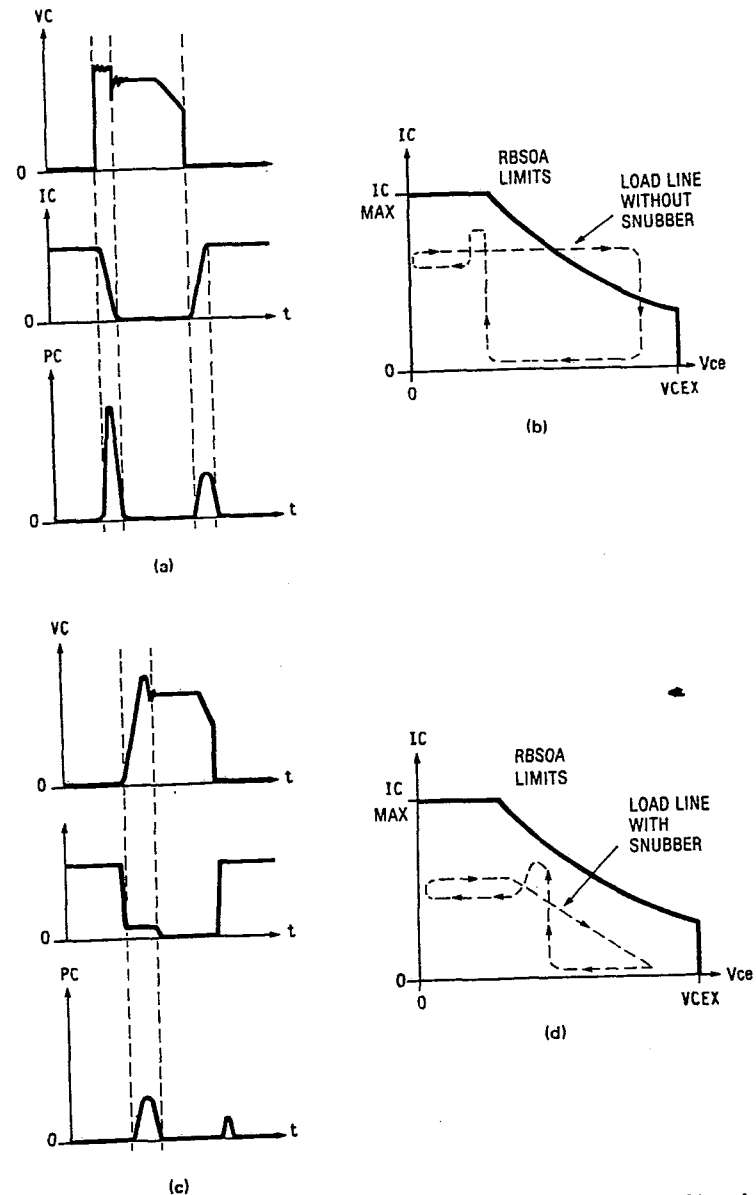 VC
0
IC
0
t
PC
0
t
(a)
IC
IC
MAX
RBSOA
LIMITS
LOAD LINE
WITHOUT
SNUBBER
0
0
Vce
VCEX
(b)
VC
0
t
0
PC
0
t
(c)
IC
IC
MAX
RBSOA
LIMITS
LOAD LINE
WITH
SNUBBER
0
0
Vce
VCEX
(d)